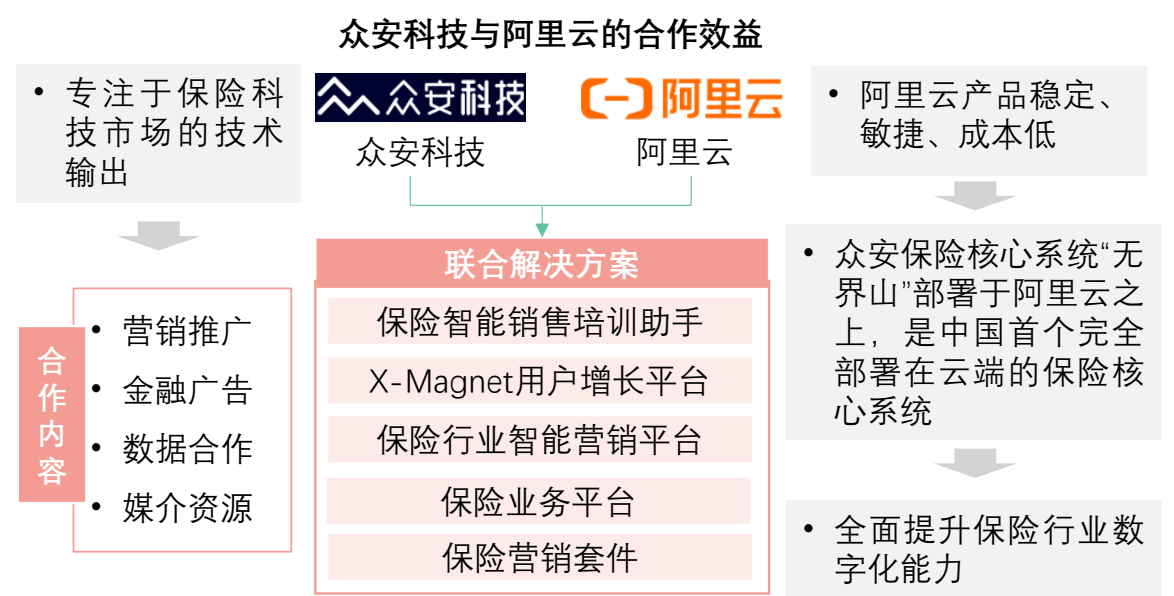 众安科技与阿里云的合作效益
• 专注于保险科
技市场的技术
输出
合作内容
• 营销推广
• 金融广告
• 数据合作
• 媒介资源
众安科技
阿里云
众安科技
阿里云
联合解决方案
保险智能销售培训助手
X-Magnet用户增长平台
保险行业智能营销平台
保险业务平台
保险营销套件
• 阿里云产品稳定、
敏捷、成本低
• 众安保险核心系统“无
界山”部署于阿里云之
上，是中国首个完全
部署在云端的保险核
心系统
• 全面提升保险行业数
字化能力